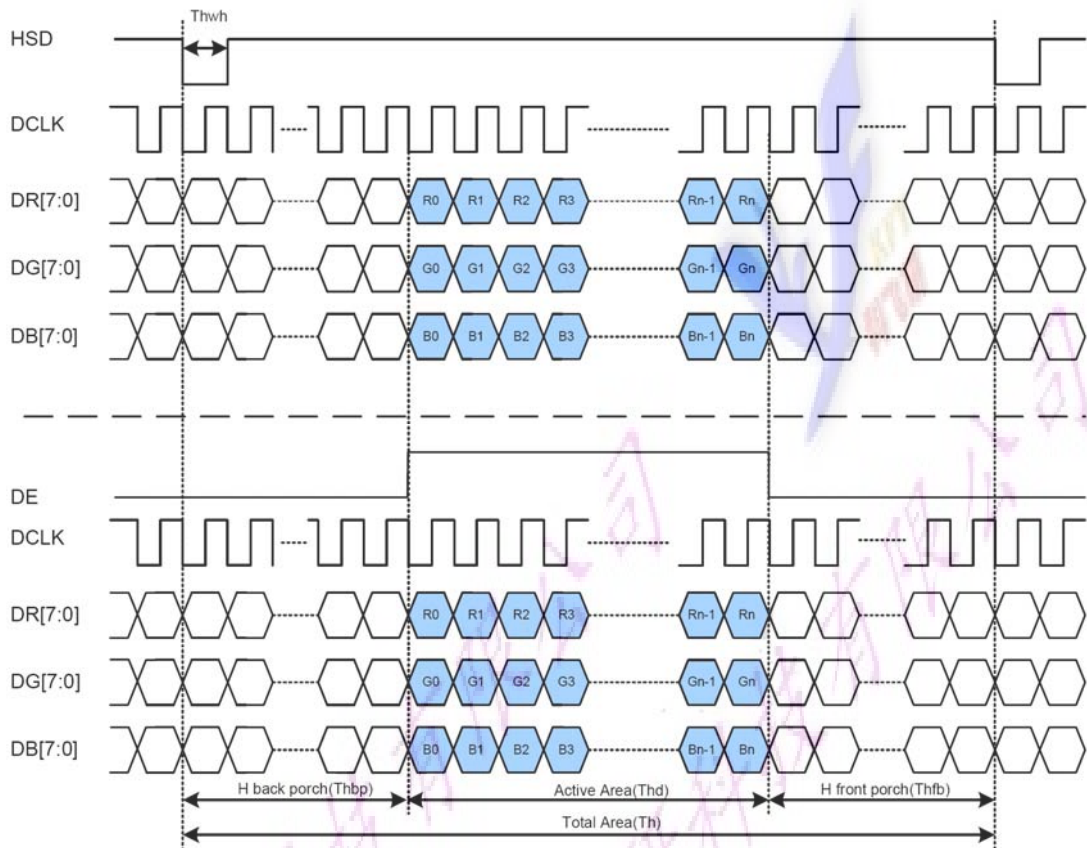 Thwh
HSD
DCLK
DR[7:0] R0 R1 R2 R3 Rn-1 Rn
DG[7:0] G0 G1 G2 G3 Gn-1 Gn
DB[7:0] B0 B1 B2 B3 Bn-1 Bn
DE
DCLK
DR[7:0] R0 R1 R2 R3 Rn-1 Rn
DG[7:0] G0 G1 G2 G3 Gn-1 Gn
DB[7:0] B0 B1 B2 B3 Bn-1 Bn
H back porch(Thbp) Active Area(Thd) H front porch(Thfb)
Total Area(Th)